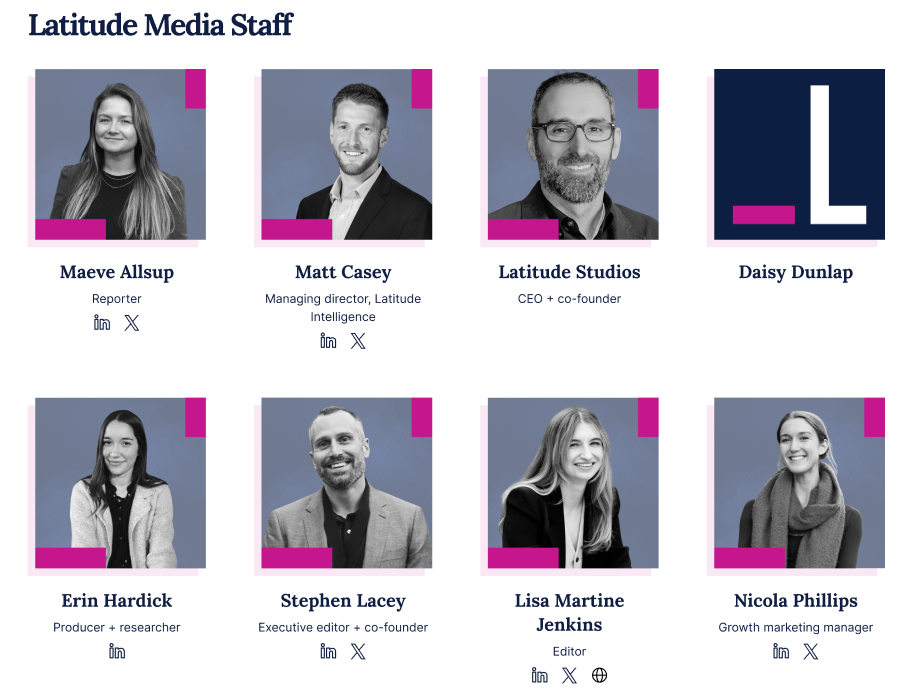 Latitude Media Staff
Maeve Allsup
Reporter
Matt Casey
Managing director, Latitude
Intelligence
Latitude Studios
CEO + co-founder
Daisy Dunlap
Erin Hardick
Producer + researcher
Stephen Lacey
Executive editor + co-founder
Lisa Martine
Jenkins
Editor
Nicola Phillips
Growth marketing manager